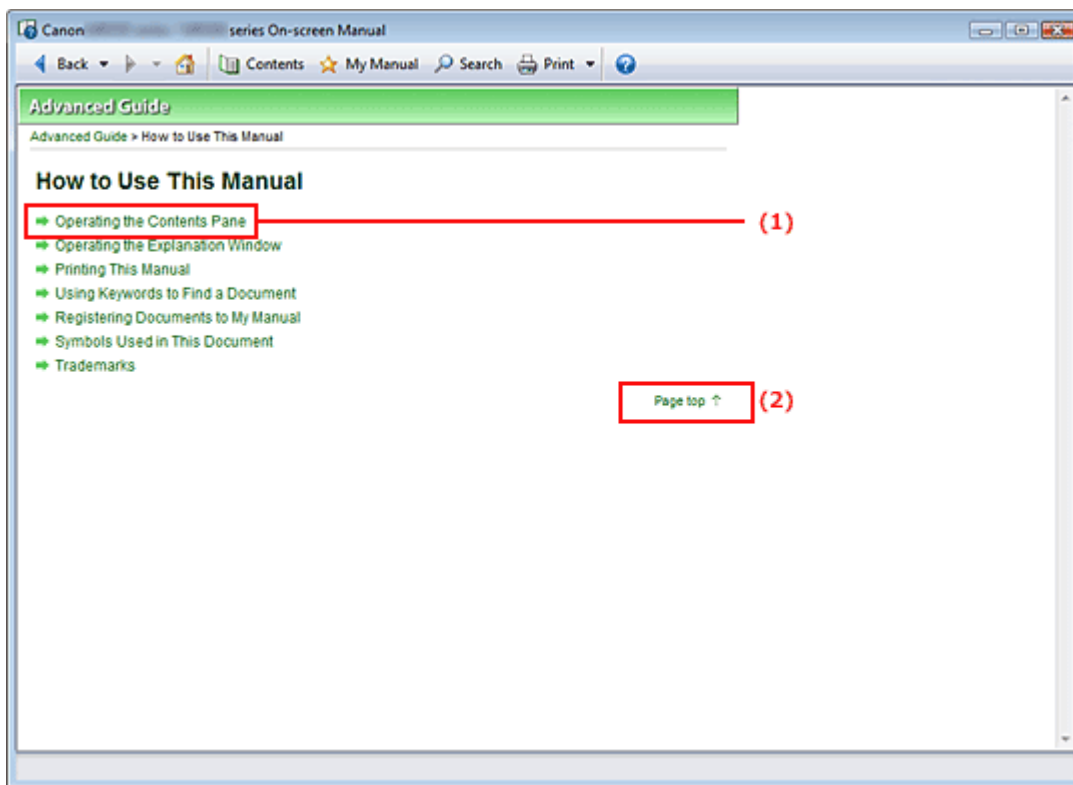 Canon series On-screen Manual
Back Contents My Manual Search Print
Advanced Guide
Advanced Guide > How to Use This Manual
How to Use This Manual
Operating the Contents Pane (1)
Operating the Explanation Window
Printing This Manual
Using Keywords to Find a Document
Registering Documents to My Manual
Symbols Used in This Document
Trademarks
Page top ↑ (2)